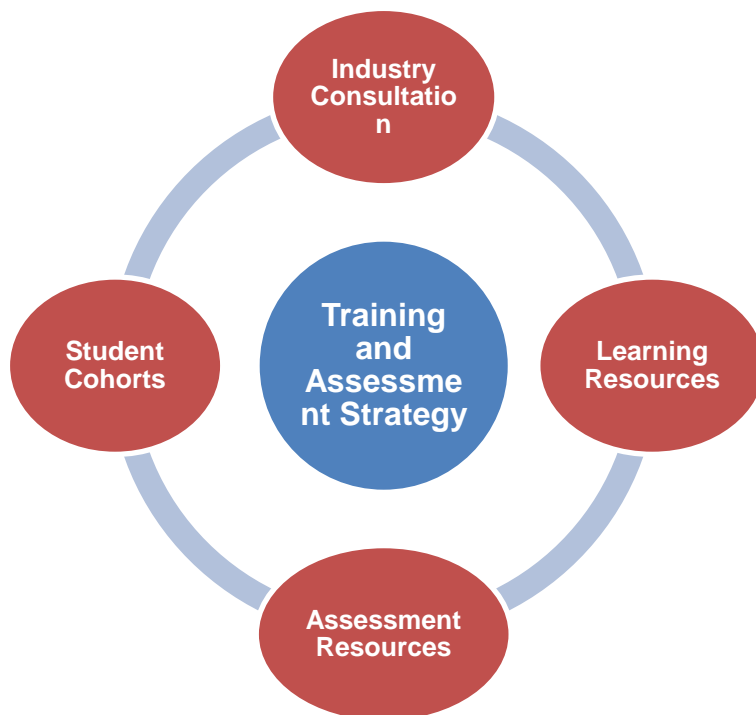 Industry
Consultatio
n
Student
Cohorts
Training
and
Assessme
nt Strategy
Learning
Resources
Assessment
Resources